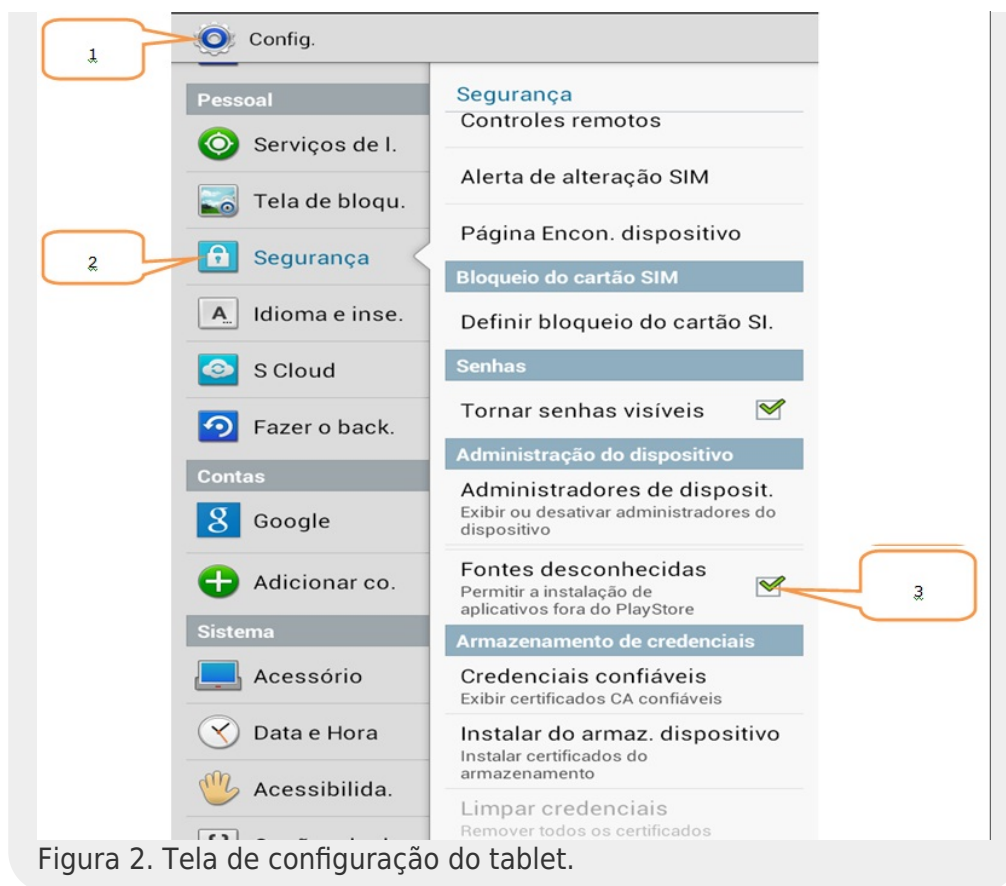 1
Config.
Pessoal
Serviços de l.
Tela de bloqu.
2
Segurança
Idioma e inse.
S Cloud
Fazer o back.
Contas
Google
Adicionar co.
Sistema
Acessório
Data e Hora
Acessibilida.
Segurança
Controles remotos
Alerta de alteração SIM
Página Encon. dispositivo
Bloqueio do cartão SIM
Definir bloqueio do cartão SI.
Senhas
Tornar senhas visíveis
Administração do dispositivo
Administradores de disposit.
Exibir ou desativar administradores do
dispositivo
Fontes desconhecidas
Permitir a instalação de
aplicativos fora do PlayStore
3
Armazenamento de credenciais
Credenciais confiáveis
Exibir certificados CA confiáveis
Instalar do armaz. dispositivo
Instalar certificados do
armazenamento
Limpar credenciais
Remover todos os certificados
Figura 2. Tela de configuração do tablet.